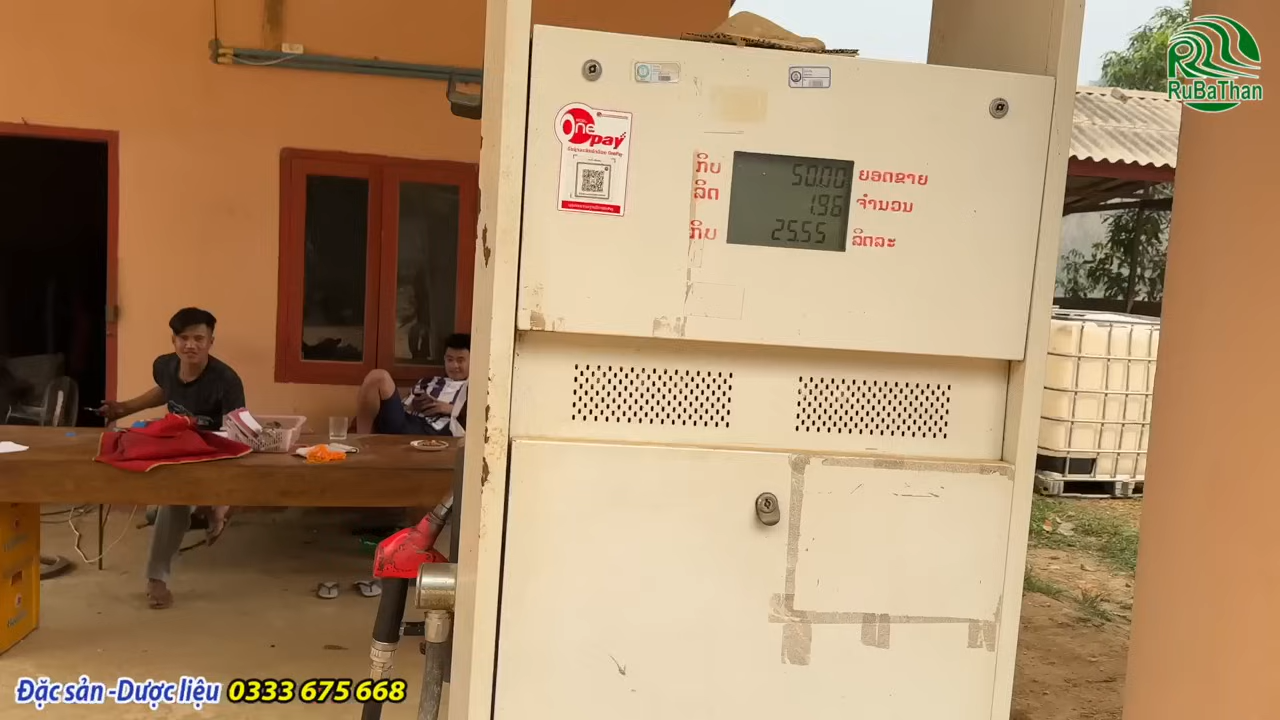 RuBaThan
One
pay
ກີບ 50.00 ຍອດຂາຍ
ລິດ 1.96 ຈຳນວນ
ກີບ 25.55 ລິດລະ
Đặc sản -Dược liệu 0333 675 668